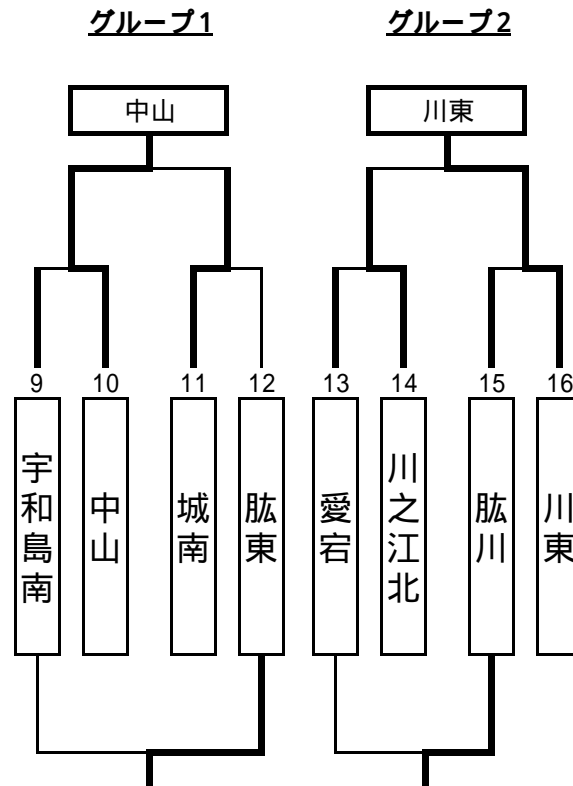 グループ1 グループ2
中山 川東
9 10 11 12 13 14 15 16
宇和島南
中山
城南
肱東
愛宕
川之江北
肱川
川東